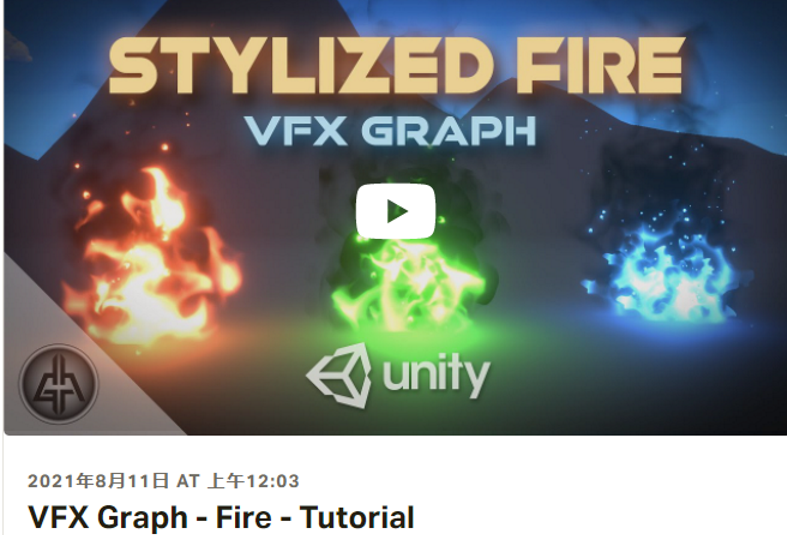 STYLIZED FIRE
VFX GRAPH
unity
2021年8月11日 AT 上午12:03
VFX Graph - Fire - Tutorial